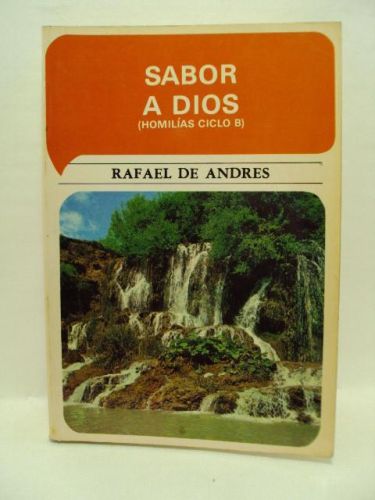 SABOR
A DIOS
(HOMILÍAS CICLO B)
RAFAEL DE ANDRES